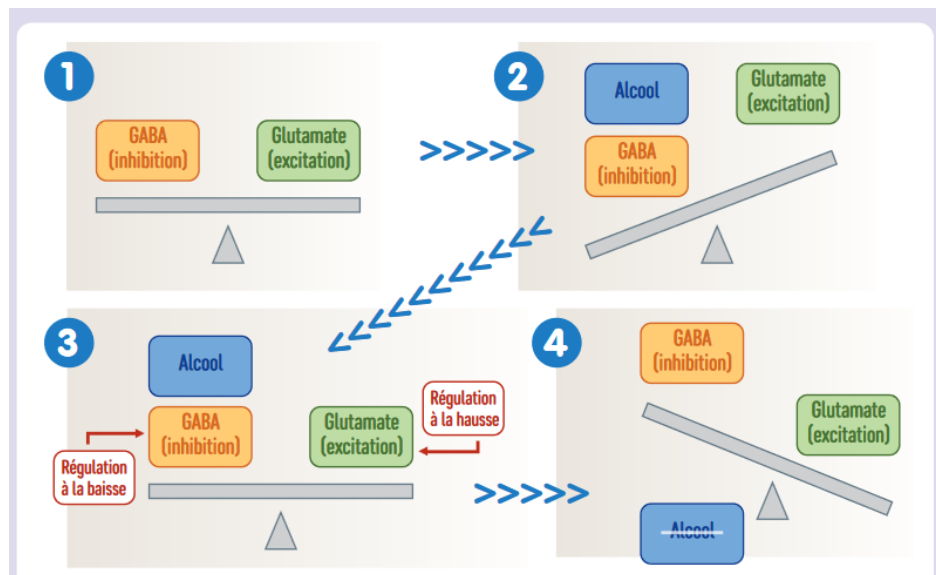 1
GABA
(inhibition)
Glutamate
(excitation)
>>>>>
2
Alcool
GABA
(inhibition)
Glutamate
(excitation)
3
Alcool
GABA
(inhibition)
Glutamate
(excitation)
Régulation
à la hausse
Régulation
à la baisse
>>>>>
4
GABA
(inhibition)
Glutamate
(excitation)
Alcool